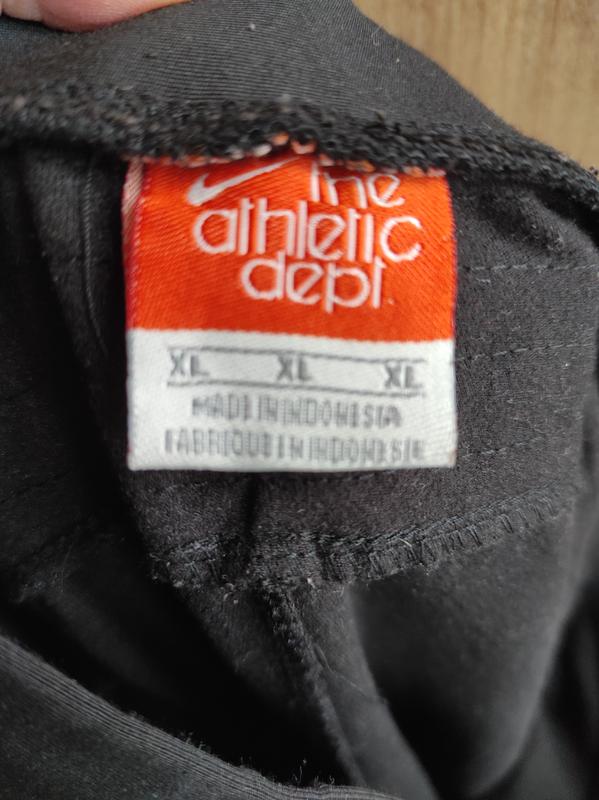 the
athletic
dept.
XL XL XL
MADE IN INDONESIA
FABRIQUE EN INDONESIE